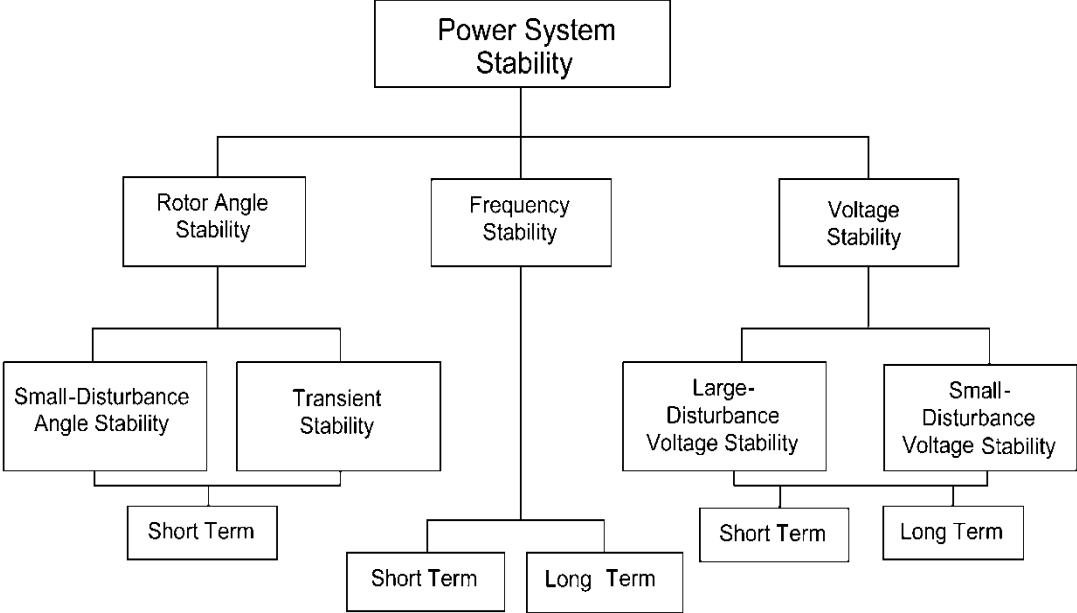 Power System
Stability
Rotor Angle
Stability
Frequency
Stability
Voltage
Stability
Small-Disturbance
Angle Stability
Transient
Stability
Large-
Disturbance
Voltage Stability
Small-
Disturbance
Voltage Stability
Short Term
Short Term
Long Term
Short Term
Long Term